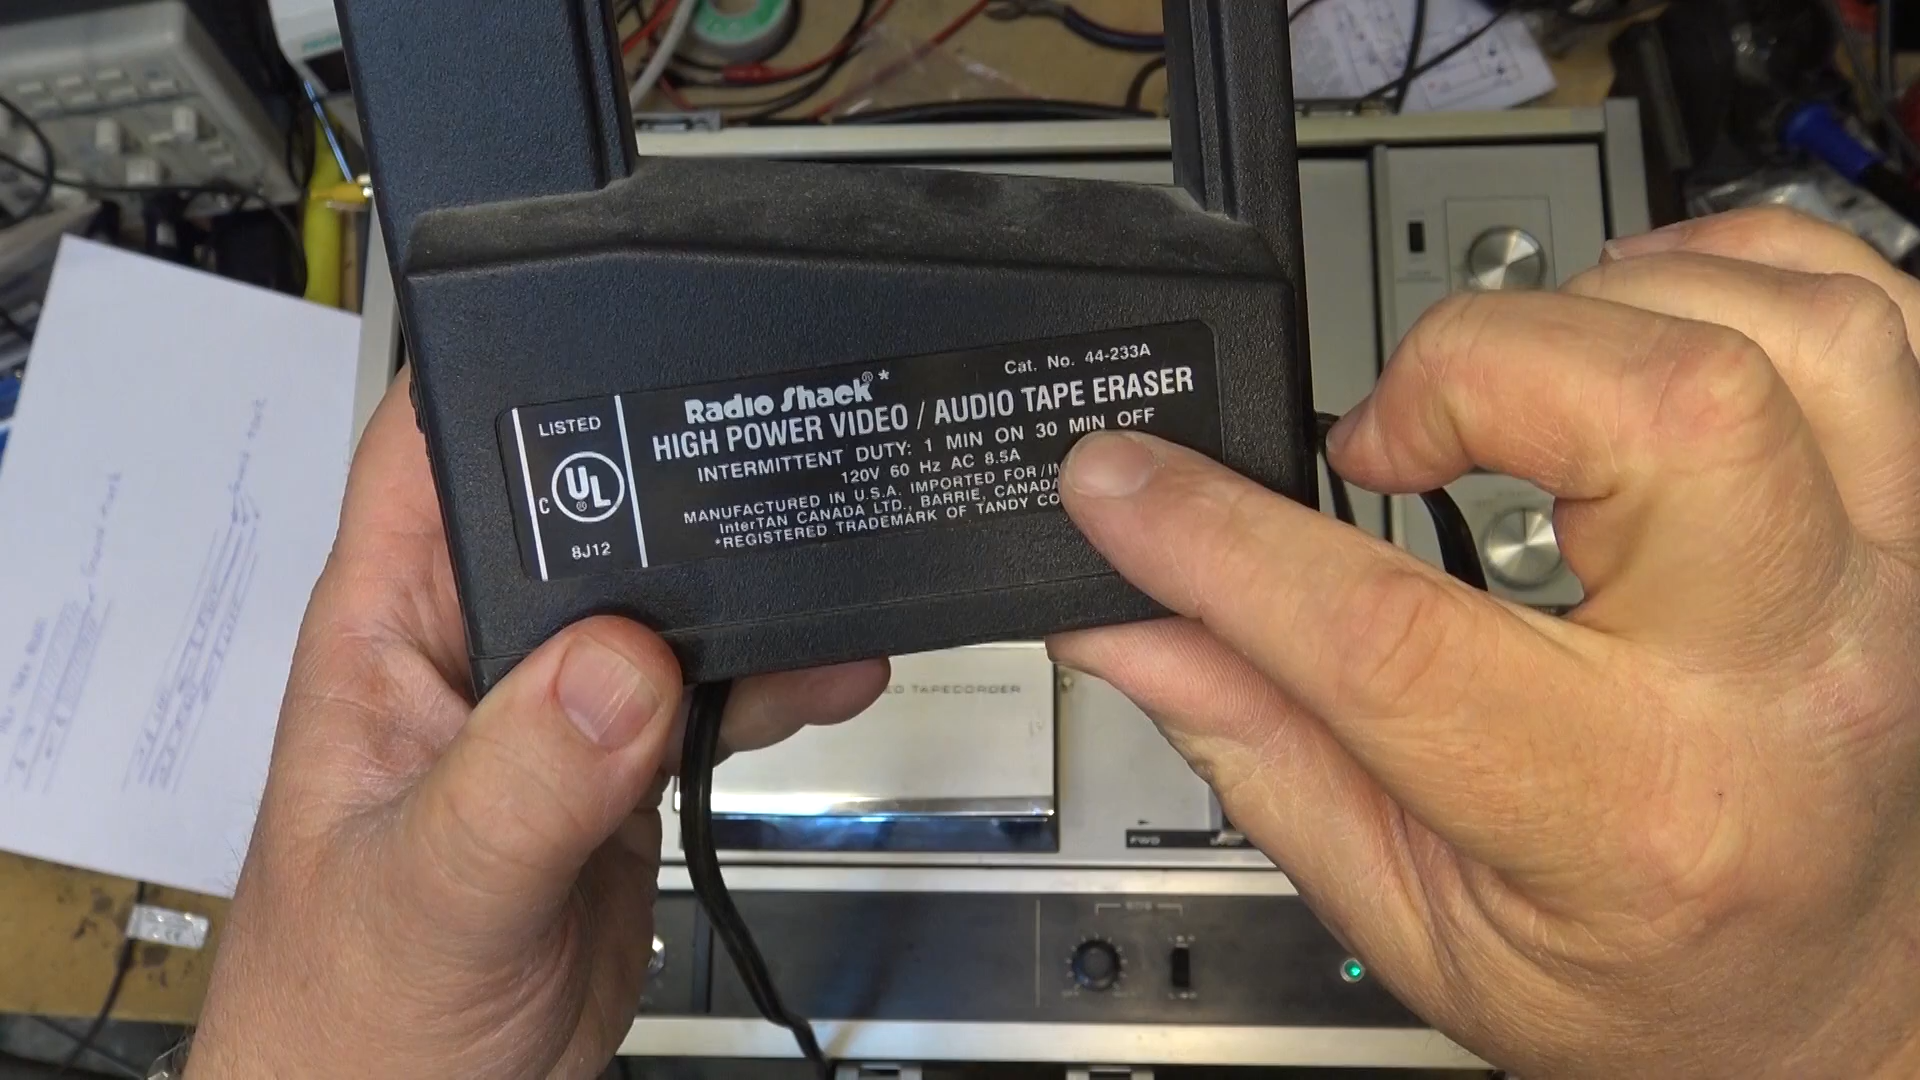 Cat. No. 44-233A
Radio Shack®*
HIGH POWER VIDEO / AUDIO TAPE ERASER
INTERMITTENT DUTY: 1 MIN ON 30 MIN OFF
120V 60 Hz AC 8.5A
MANUFACTURED IN U.S.A. IMPORTED FOR/
InterTAN CANADA LTD., BARRIE, CANADA
*REGISTERED TRADEMARK OF TANDY
LISTED
C UL ®
8J12
TAPECORDER
FWD